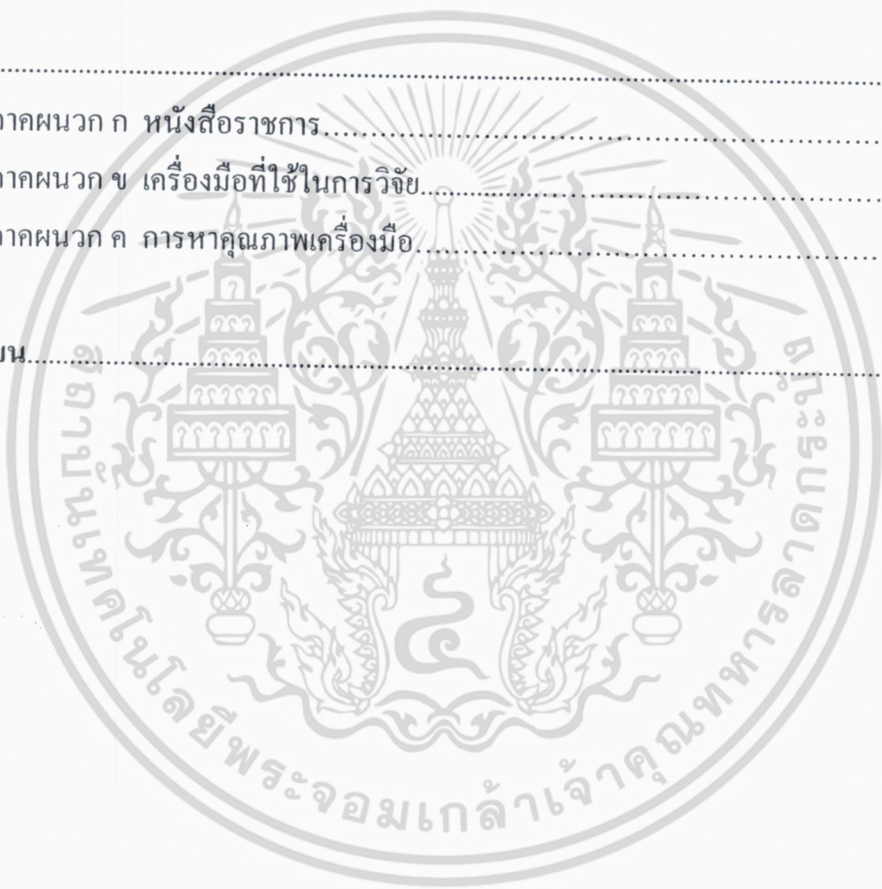 ........................................................................
าคผนวก ก หนังสือราชการ........................................
าคผนวก ข เครื่องมือที่ใช้ในการวิจัย........................................
าคผนวก ค การหาคุณภาพเครื่องมือ........................................
ยน........................................................................
สถาบันเทคโนโลยีพระจอมเกล้าเจ้าคุณทหารลาดกระบัง
๔